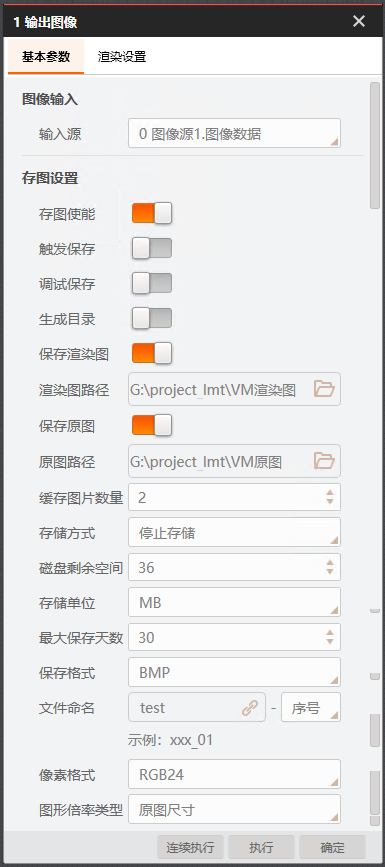 1 输出图像
基本参数 渲染设置
图像输入
输入源 0 图像源1.图像数据
存图设置
存图使能
触发保存
调试保存
生成目录
保存渲染图
渲染图路径 G:\project_lmt\VM渲染图
保存原图
原图路径 G:\project_lmt\VM原图
缓存图片数量 2
存储方式 停止存储
磁盘剩余空间 36
存储单位 MB
最大保存天数 30
保存格式 BMP
文件命名 test - 序号
示例：xxx_01
像素格式 RGB24
图形倍率类型 原图尺寸
连续执行 执行 确定